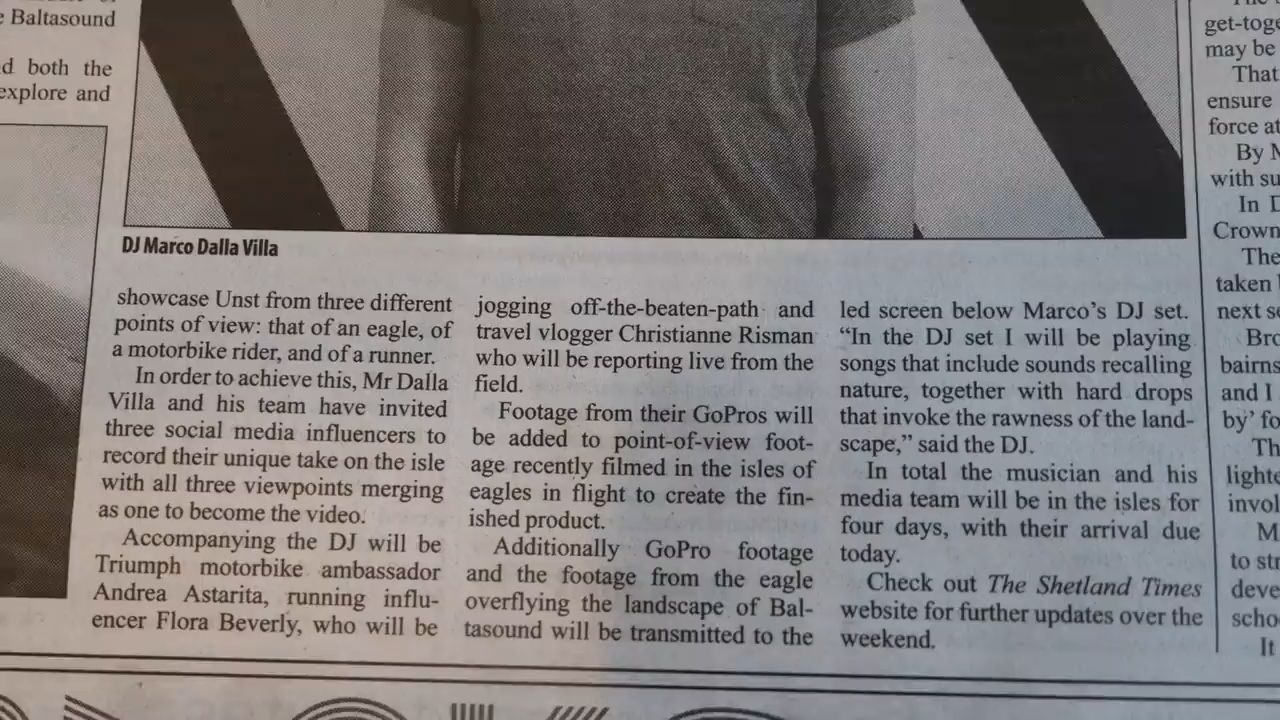 Baltasound
d both the
explore and
DJ Marco Dalla Villa
showcase Unst from three different
points of view: that of an eagle, of
a motorbike rider, and of a runner.
In order to achieve this, Mr Dalla
Villa and his team have invited
three social media influencers to
record their unique take on the isle
with all three viewpoints merging
as one to become the video.
Accompanying the DJ will be
Triumph motorbike ambassador
Andrea Astarita, running influ-
encer Flora Beverly, who will be
jogging off-the-beaten-path and
travel vlogger Christianne Risman
who will be reporting live from the
field.
Footage from their GoPros will
be added to point-of-view foot-
age recently filmed in the isles of
eagles in flight to create the fin-
ished product.
Additionally GoPro footage
and the footage from the eagle
overflying the landscape of Bal-
tasound will be transmitted to the
led screen below Marco's DJ set.
“In the DJ set I will be playing
songs that include sounds recalling
nature, together with hard drops
that invoke the rawness of the land-
scape,” said the DJ.
In total the musician and his
media team will be in the isles for
four days, with their arrival due
today.
Check out The Shetland Times
website for further updates over the
weekend.
get-toge
may be
That
ensure
force at
By
with su
In D
Crown
The
taken
next s
Bro
bairns
and I
by’ fo
Th
lighte
invol
M
to str
deve
scho
It